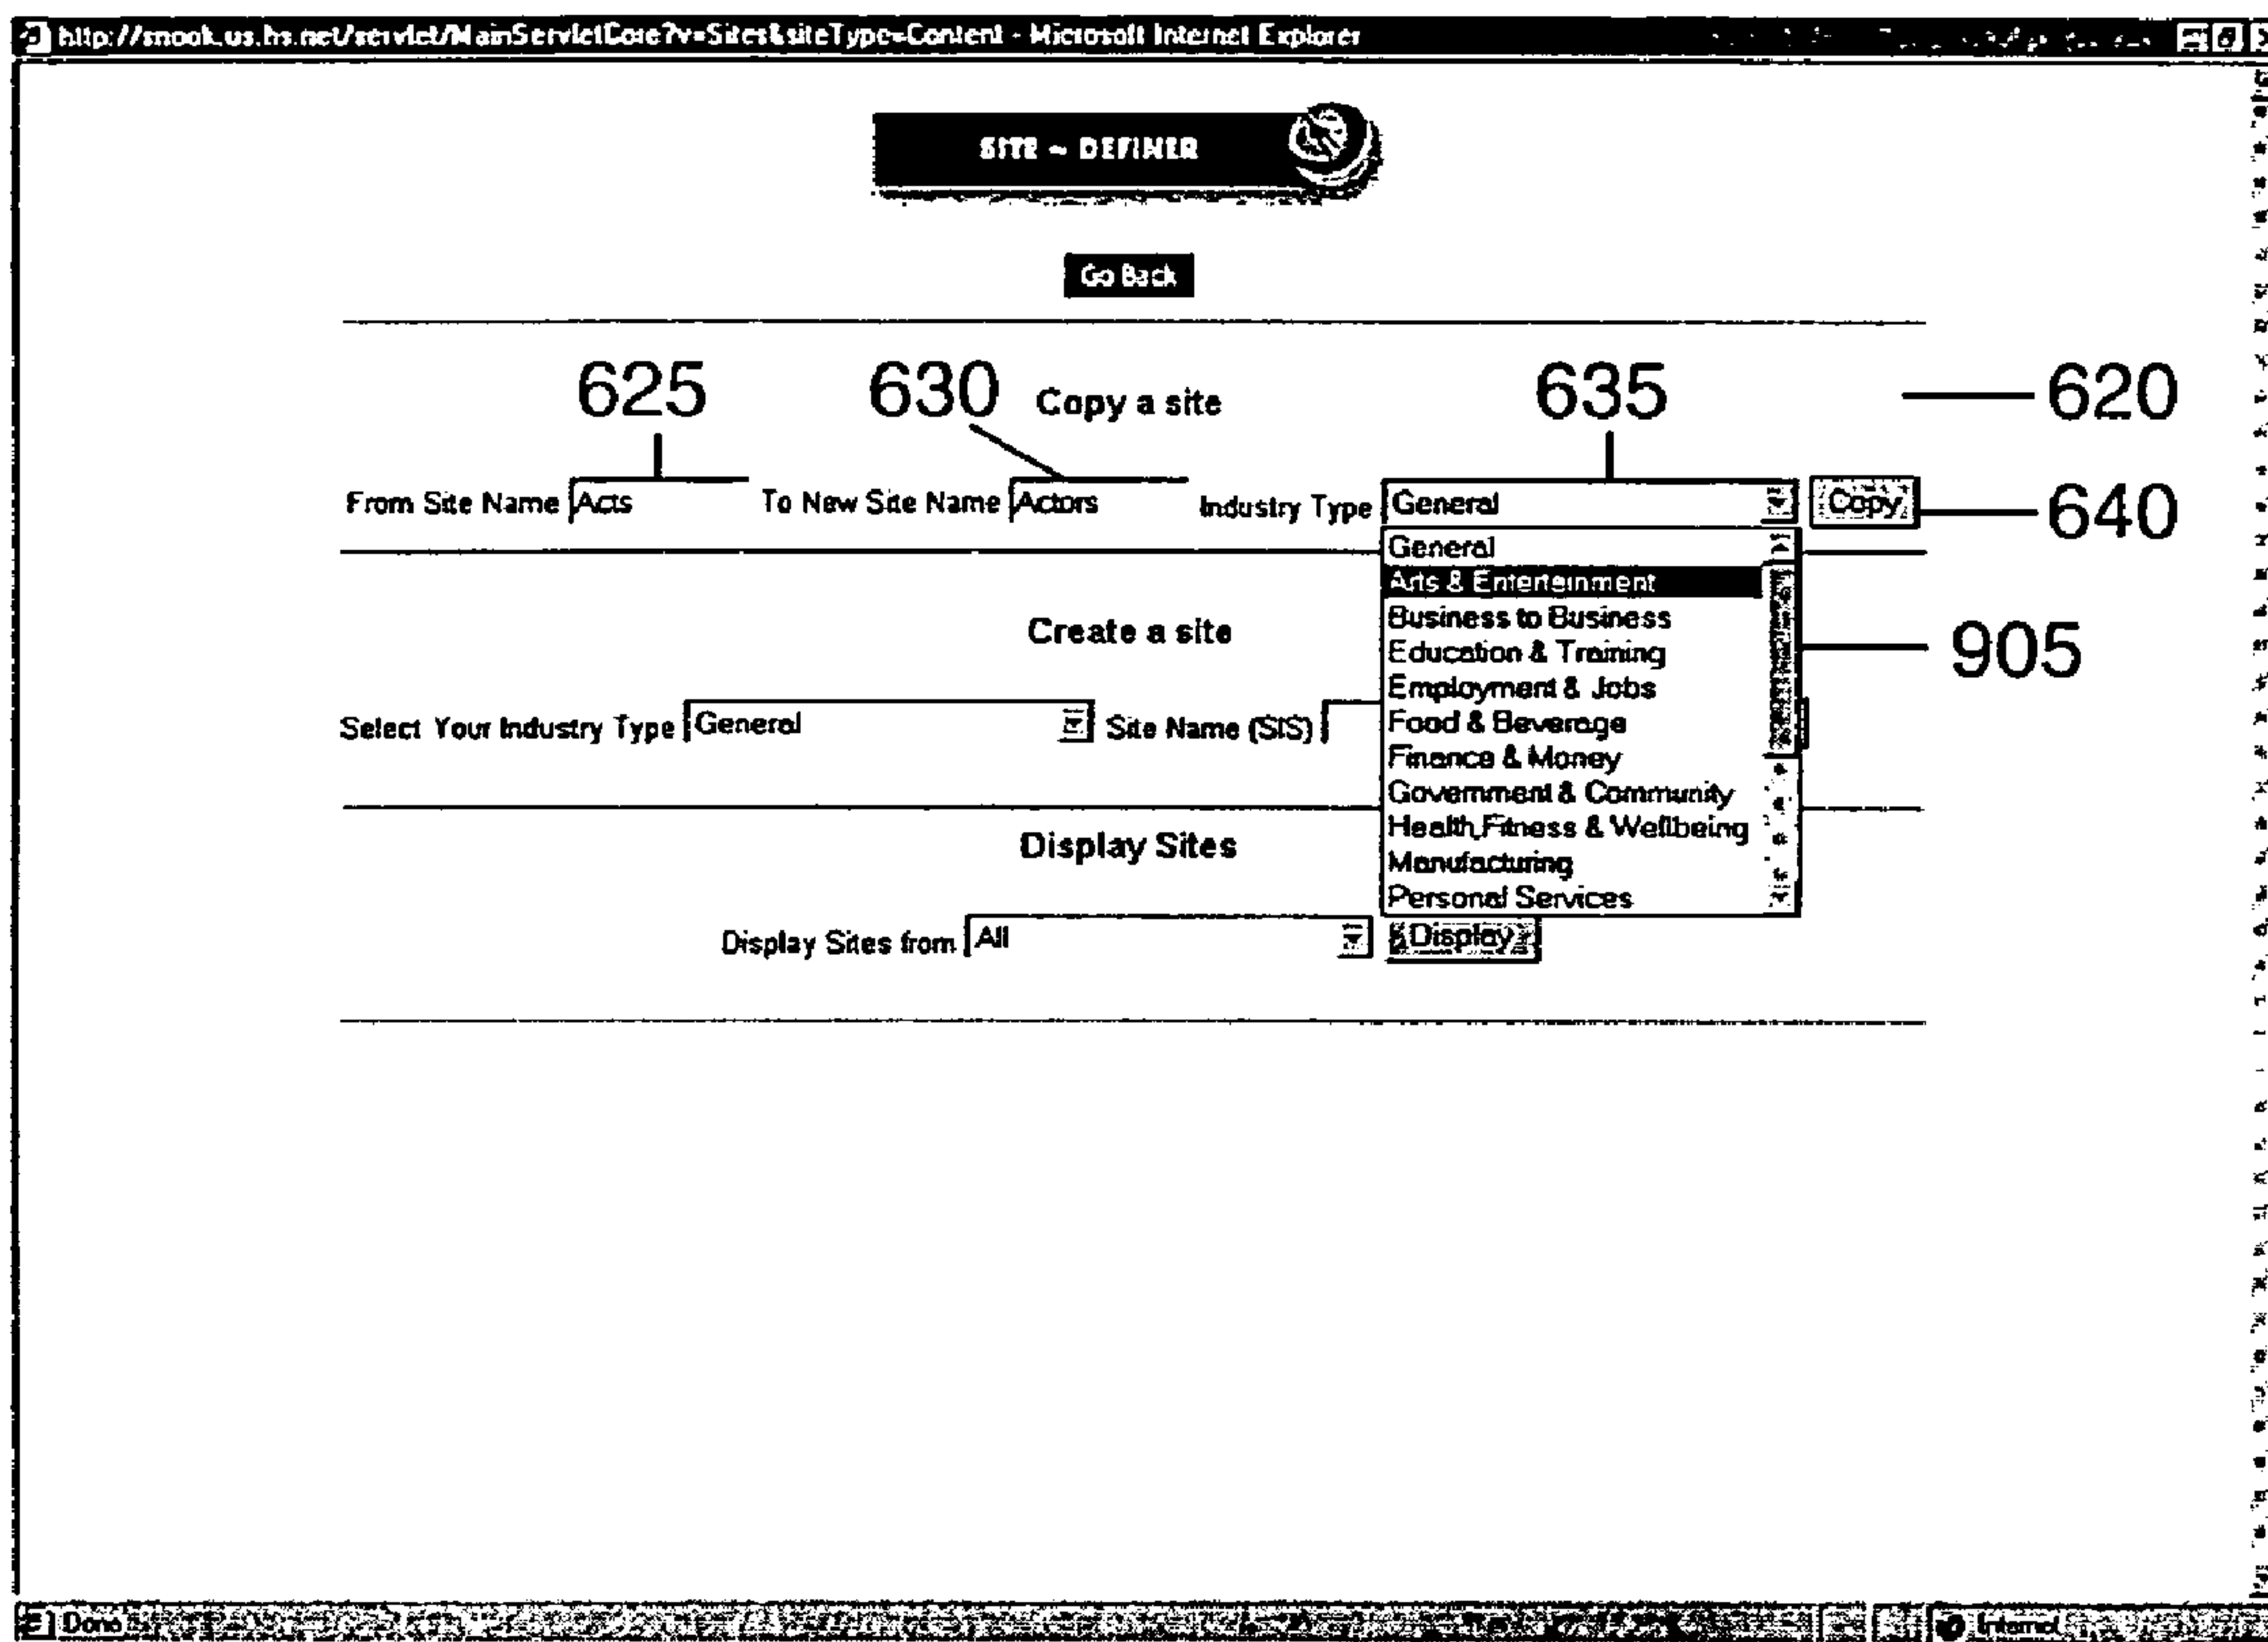 http://snook.us.hs.net/servlet/MainServletCore?v=Sites&siteType=Content - Microsoft Internet Explorer
SITE ~ DEFINER
Go Back
625 630 Copy a site 635 620
From Site Name Acts To New Site Name Actors Industry Type General Copy 640
General
Arts & Entertainment
Business to Business
Create a site
Education & Training 905
Employment & Jobs
Select Your Industry Type General Site Name (SIS)
Food & Beverage
Finance & Money
Government & Community
Health,Fitness & Wellbeing
Display Sites
Manufacturing
Personal Services
Display Sites from All Display
Done Internet